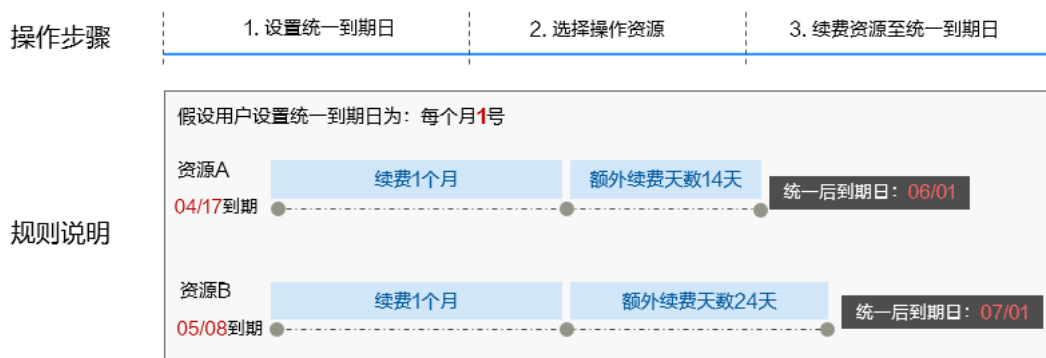 操作步骤
1. 设置统一到期日
2. 选择操作资源
3. 续费资源至统一到期日
规则说明
假设用户设置统一到期日为：每个月1号
资源A
续费1个月
额外续费天数14天
04/17到期
统一后到期日：06/01
资源B
续费1个月
额外续费天数24天
05/08到期
统一后到期日：07/01